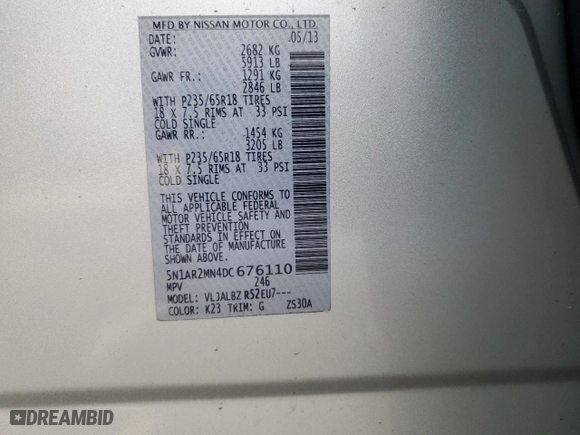 MFD BY NISSAN MOTOR CO., LTD.
DATE: 05/13
GVWR: 2682 KG
5913 LB
GAWR FR.: 1291 KG
2846 LB
WITH P235/65R18 TIRES
18 X 7.5 RIMS AT 33 PSI
COLD SINGLE
GAWR RR.: 1454 KG
3205 LB
WITH P235/65R18 TIRES
18 X 7.5 RIMS AT 33 PSI
COLD SINGLE
THIS VEHICLE CONFORMS TO
ALL APPLICABLE FEDERAL
MOTOR VEHICLE SAFETY AND
THEFT PREVENTION
STANDARDS IN EFFECT ON
THE DATE OF MANUFACTURE
SHOWN ABOVE.
5N1AR2MN4DC676110
MPV 246
MODEL: VLJALBZ R52EU7---
COLOR: K23 TRIM: G ZS30A
DREAMBID